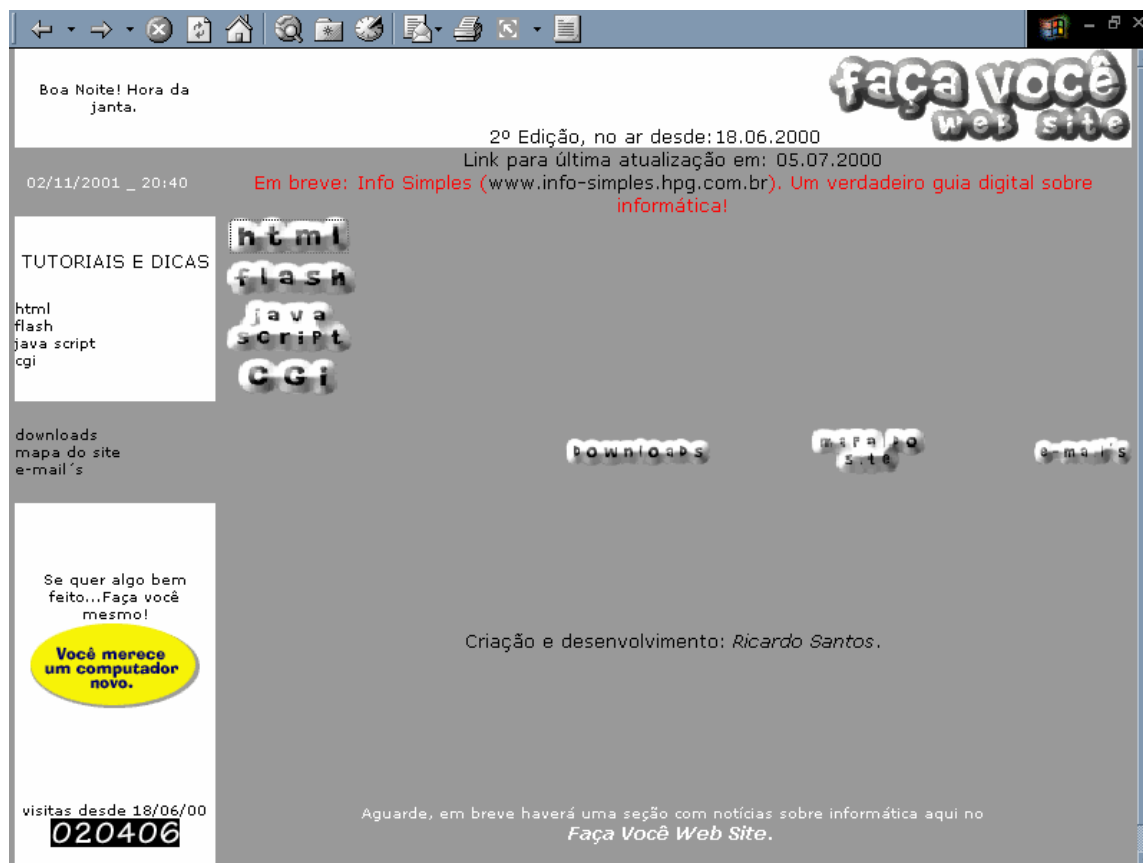 Boa Noite! Hora da
janta.
faça você
web site
2º Edição, no ar desde:18.06.2000
Link para última atualização em: 05.07.2000
02/11/2001 _ 20:40
Em breve: Info Simples (www.info-simples.hpg.com.br). Um verdadeiro guia digital sobre
informática!
TUTORIAIS E DICAS
html
flash
java script
cgi
html
flash
java
script
CGi
downloads
mapa do site
e-mail´s
Downloads
mapa do
site
e-mail's
Se quer algo bem
feito...Faça você
mesmo!
Você merece
um computador
novo.
Criação e desenvolvimento: Ricardo Santos.
visitas desde 18/06/00
020406
Aguarde, em breve haverá uma seção com notícias sobre informática aqui no
Faça Você Web Site.